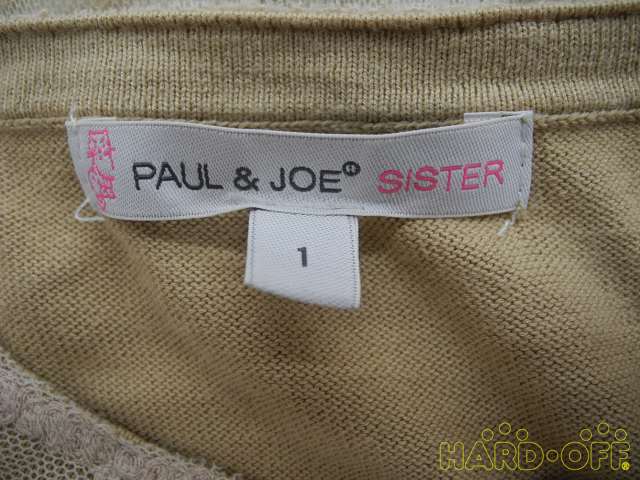 PAUL & JOE® SISTER
1
HARD·OFF®